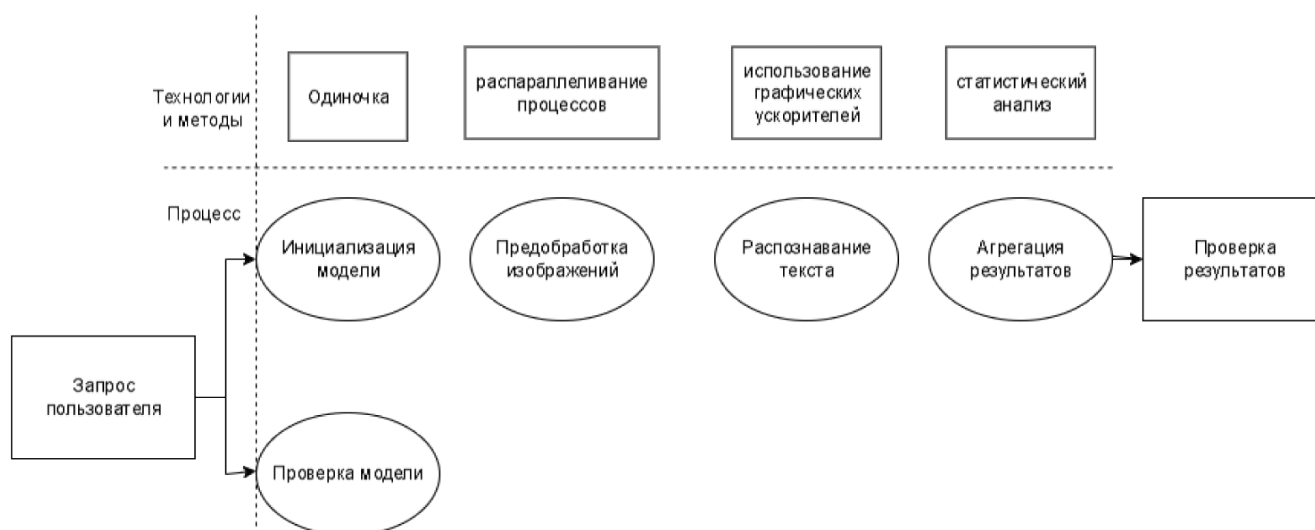 Технологии
и методы
Одиночка
распараллеливание
процессов
использование
графических
ускорителей
статистический
анализ
Процесс
Инициализация
модели
Предобработка
изображений
Распознавание
текста
Агрегация
результатов
Проверка
результатов
Запрос
пользователя
Проверка модели